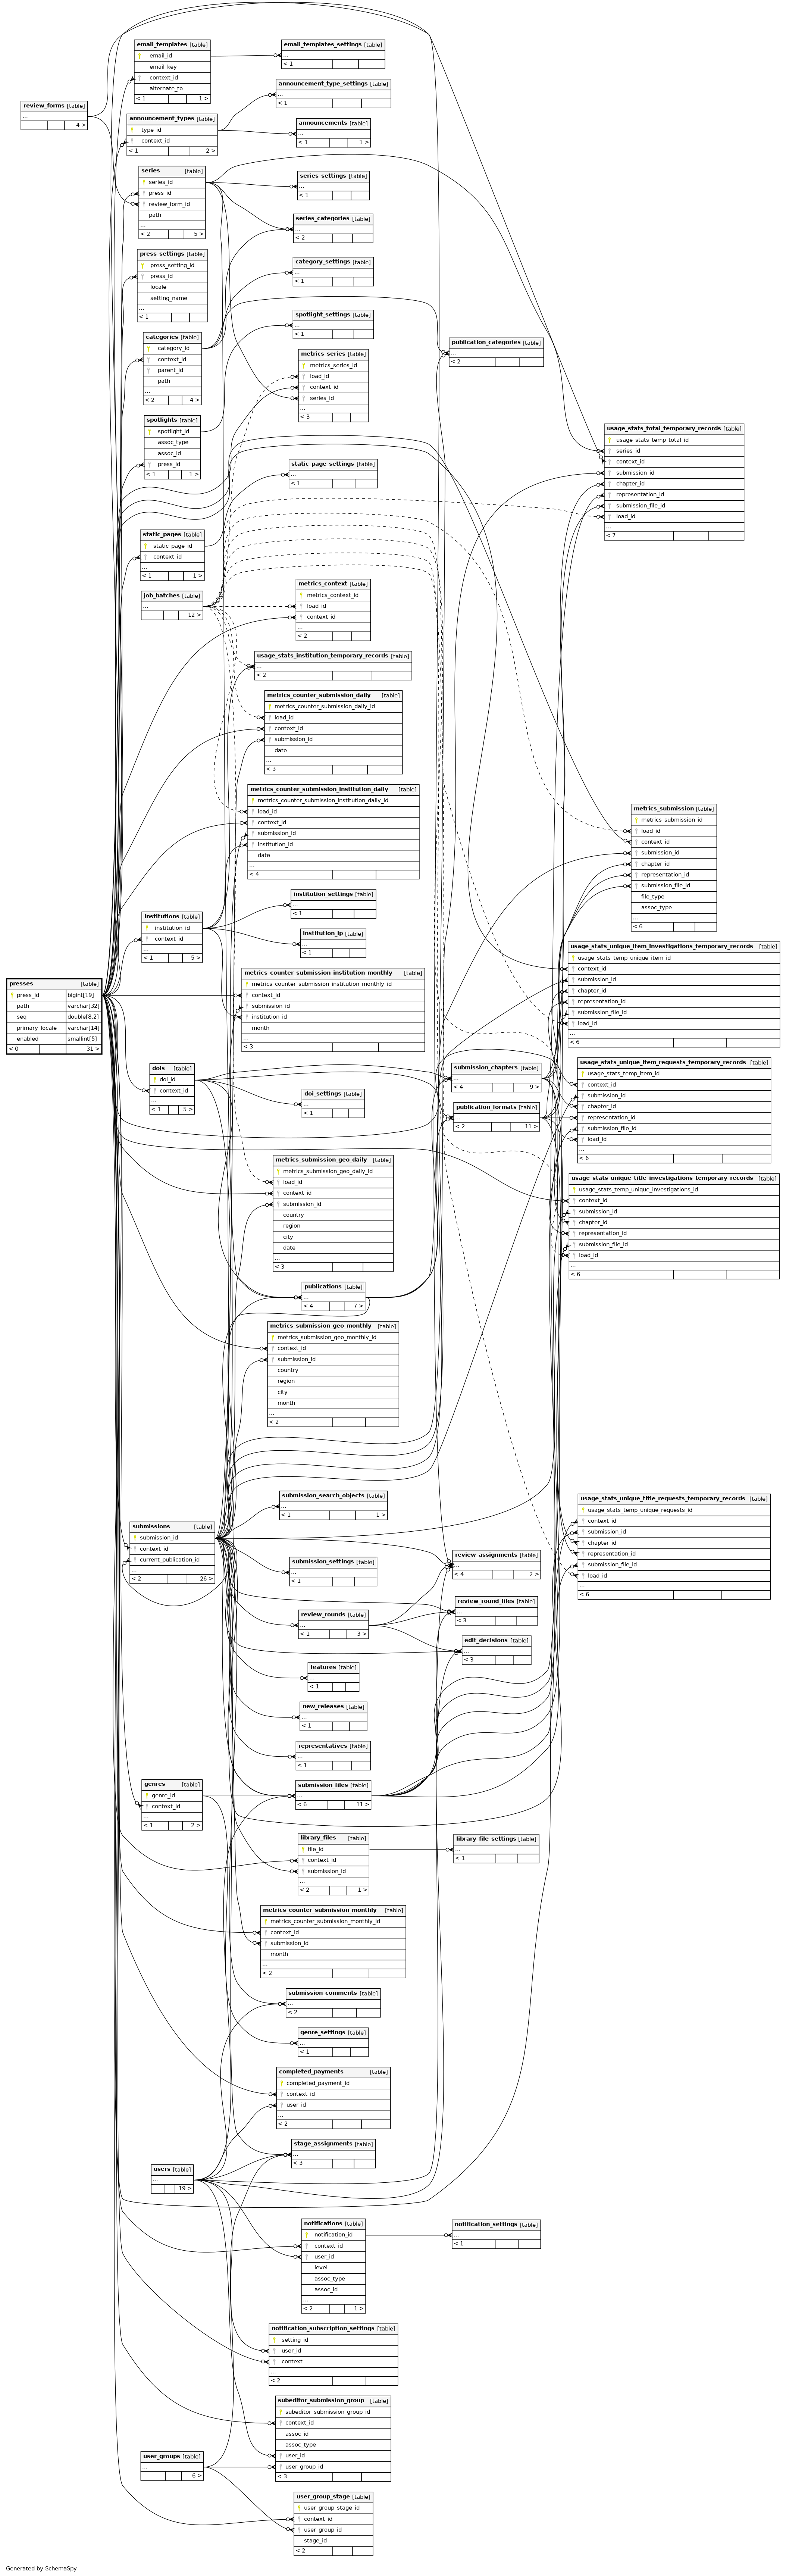 email_templates [table]
email_id
email_key
context_id
alternate_to
< 1 1 >
email_templates_settings [table]
...
< 1
announcement_type_settings [table]
...
< 1
review_forms [table]
...
4 >
announcement_types [table]
type_id
context_id
< 1 2 >
announcements [table]
...
< 1 1 >
series [table]
series_id
press_id
review_form_id
path
...
< 2 5 >
series_settings [table]
...
< 1
series_categories [table]
...
< 2
press_settings [table]
press_setting_id
press_id
locale
setting_name
...
< 1
category_settings [table]
...
< 1
spotlight_settings [table]
...
< 1
categories [table]
category_id
context_id
parent_id
path
...
< 2 4 >
publication_categories [table]
...
< 2
metrics_series [table]
metrics_series_id
load_id
context_id
series_id
...
< 3
spotlights [table]
spotlight_id
assoc_type
assoc_id
press_id
< 1 1 >
usage_stats_total_temporary_records [table]
usage_stats_temp_total_id
series_id
context_id
submission_id
chapter_id
representation_id
submission_file_id
load_id
...
< 7
static_page_settings [table]
...
< 1
static_pages [table]
static_page_id
context_id
...
< 1 1 >
job_batches [table]
...
12 >
metrics_context [table]
metrics_context_id
load_id
context_id
...
< 2
usage_stats_institution_temporary_records [table]
...
< 2
metrics_counter_submission_daily [table]
metrics_counter_submission_daily_id
load_id
context_id
submission_id
date
...
< 3
metrics_counter_submission_institution_daily [table]
metrics_counter_submission_institution_daily_id
load_id
context_id
submission_id
institution_id
date
...
< 4
metrics_submission [table]
metrics_submission_id
load_id
context_id
submission_id
chapter_id
representation_id
submission_file_id
file_type
assoc_type
...
< 6
institution_settings [table]
...
< 1
institutions [table]
institution_id
context_id
...
< 1 5 >
institution_ip [table]
...
< 1
usage_stats_unique_item_investigations_temporary_records [table]
usage_stats_temp_unique_item_id
context_id
submission_id
chapter_id
representation_id
submission_file_id
load_id
...
< 6
presses [table]
press_id bigint[19]
path varchar[32]
seq double[8,2]
primary_locale varchar[14]
enabled smallint[5]
< 0 31 >
metrics_counter_submission_institution_monthly [table]
metrics_counter_submission_institution_monthly_id
context_id
submission_id
institution_id
month
...
< 3
dois [table]
doi_id
context_id
...
< 1 5 >
doi_settings [table]
...
< 1
submission_chapters [table]
...
< 4 9 >
publication_formats [table]
...
< 2 11 >
usage_stats_unique_item_requests_temporary_records [table]
usage_stats_temp_item_id
context_id
submission_id
chapter_id
representation_id
submission_file_id
load_id
...
< 6
metrics_submission_geo_daily [table]
metrics_submission_geo_daily_id
load_id
context_id
submission_id
country
region
city
date
...
< 3
usage_stats_unique_title_investigations_temporary_records [table]
usage_stats_temp_unique_investigations_id
context_id
submission_id
chapter_id
representation_id
submission_file_id
load_id
...
< 6
publications [table]
...
< 4 7 >
metrics_submission_geo_monthly [table]
metrics_submission_geo_monthly_id
context_id
submission_id
country
region
city
month
...
< 2
submission_search_objects [table]
...
< 1 1 >
usage_stats_unique_title_requests_temporary_records [table]
usage_stats_temp_unique_requests_id
context_id
submission_id
chapter_id
representation_id
submission_file_id
load_id
...
< 6
submissions [table]
submission_id
context_id
current_publication_id
...
< 2 26 >
submission_settings [table]
...
< 1
review_assignments [table]
...
< 4 2 >
review_rounds [table]
...
< 1 3 >
review_round_files [table]
...
< 3
edit_decisions [table]
...
< 3
features [table]
...
< 1
new_releases [table]
...
< 1
representatives [table]
...
< 1
genres [table]
genre_id
context_id
...
< 1 2 >
submission_files [table]
...
< 6 11 >
library_files [table]
file_id
context_id
submission_id
...
< 2 1 >
library_file_settings [table]
...
< 1
metrics_counter_submission_monthly [table]
metrics_counter_submission_monthly_id
context_id
submission_id
month
...
< 2
submission_comments [table]
...
< 2
genre_settings [table]
...
< 1
completed_payments [table]
completed_payment_id
context_id
user_id
...
< 2
stage_assignments [table]
...
< 3
users [table]
...
19 >
notifications [table]
notification_id
context_id
user_id
level
assoc_type
assoc_id
...
< 2 1 >
notification_settings [table]
...
< 1
notification_subscription_settings [table]
setting_id
user_id
context
...
< 2
subeditor_submission_group [table]
subeditor_submission_group_id
context_id
assoc_id
assoc_type
user_id
user_group_id
< 3
user_groups [table]
...
6 >
user_group_stage [table]
user_group_stage_id
context_id
user_group_id
stage_id
< 2
Generated by SchemaSpy